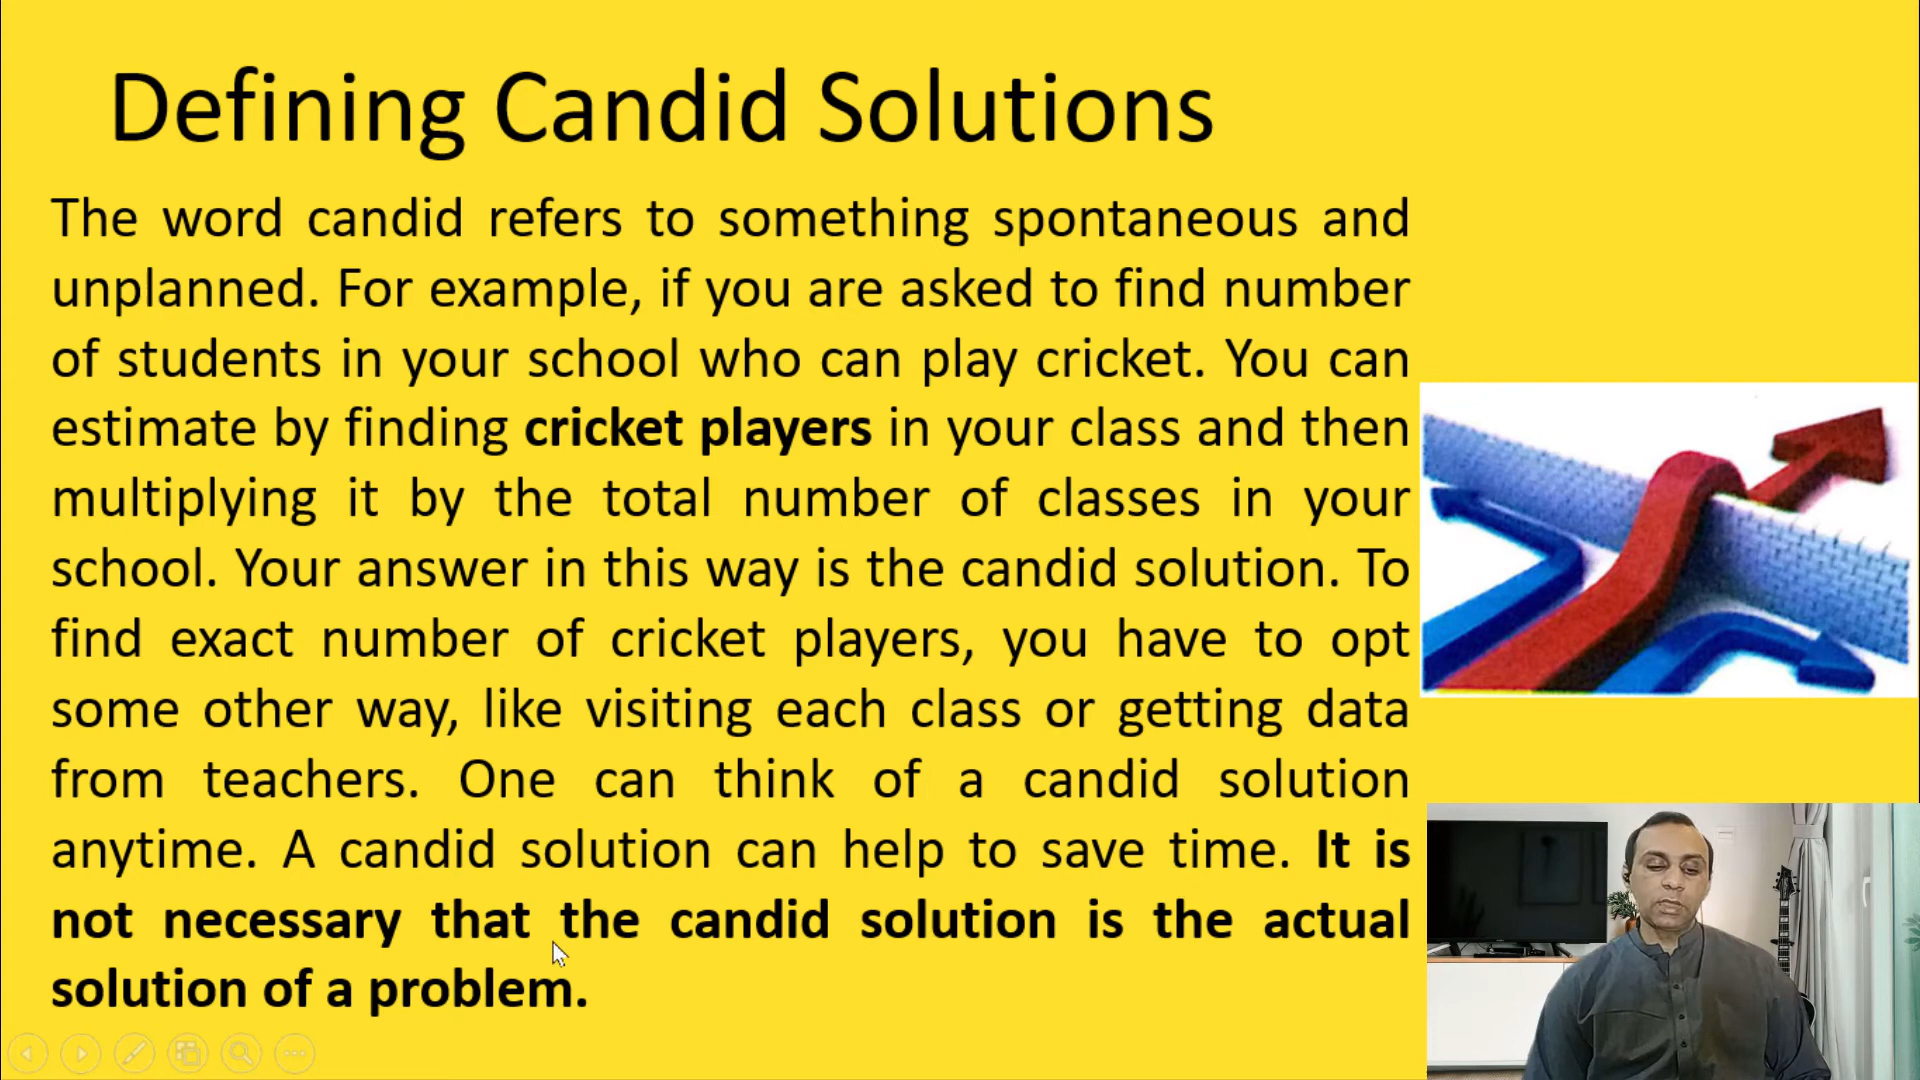 Defining Candid Solutions
The word candid refers to something spontaneous and
unplanned. For example, if you are asked to find number
of students in your school who can play cricket. You can
estimate by finding cricket players in your class and then
multiplying it by the total number of classes in your
school. Your answer in this way is the candid solution. To
find exact number of cricket players, you have to opt
some other way, like visiting each class or getting data
from teachers. One can think of a candid solution
anytime. A candid solution can help to save time. It is
not necessary that the candid solution is the actual
solution of a problem.